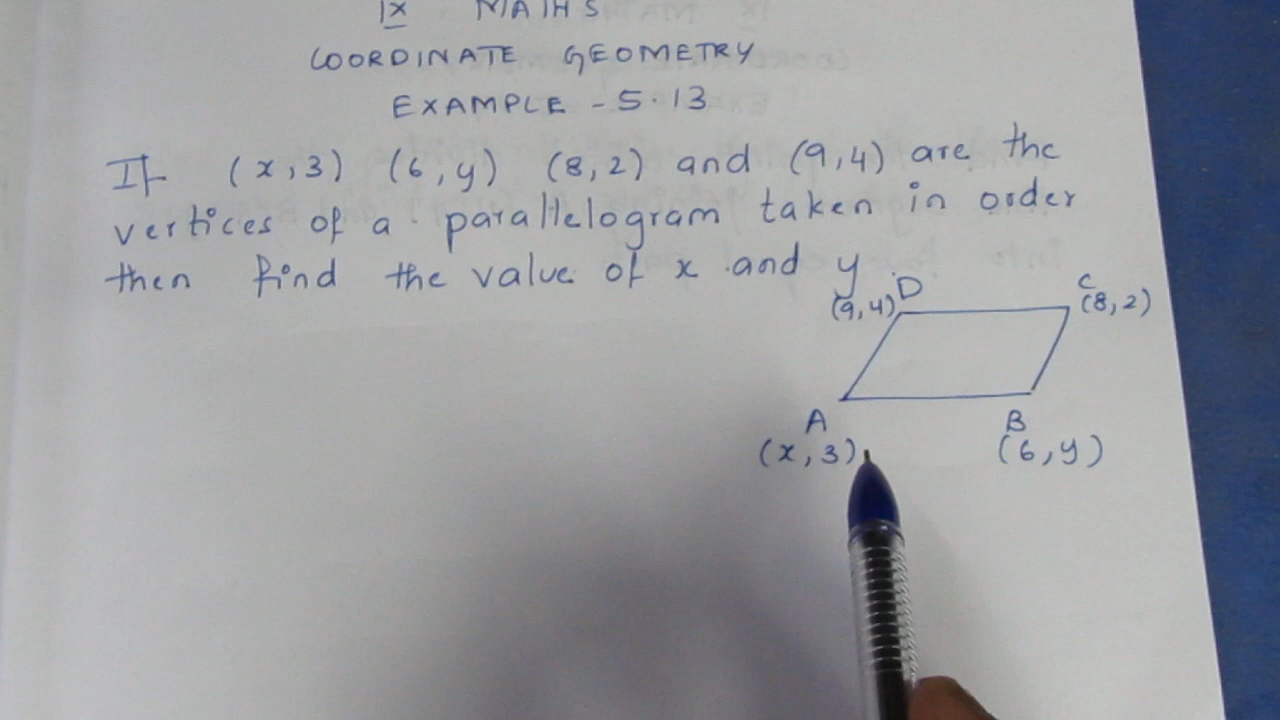 IX MATHS
COORDINATE GEOMETRY
EXAMPLE - 5.13
If (x,3) (6,y) (8,2) and (9,4) are the
vertices of a parallelogram taken in order
then find the value of x and y.
D C
(9,4) (8,2)
A B
(x,3) (6,y)